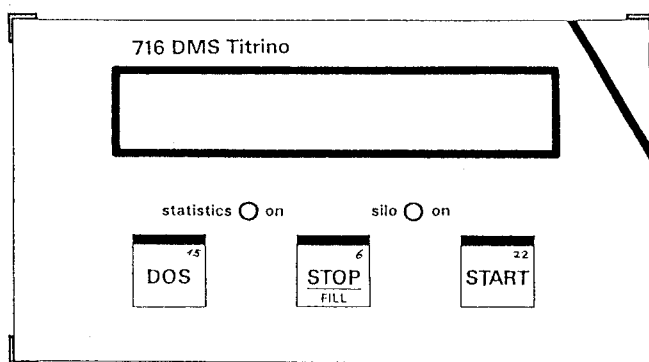 716 DMS Titrino
statistics on silo on
15 6 22
DOS STOP START
FILL